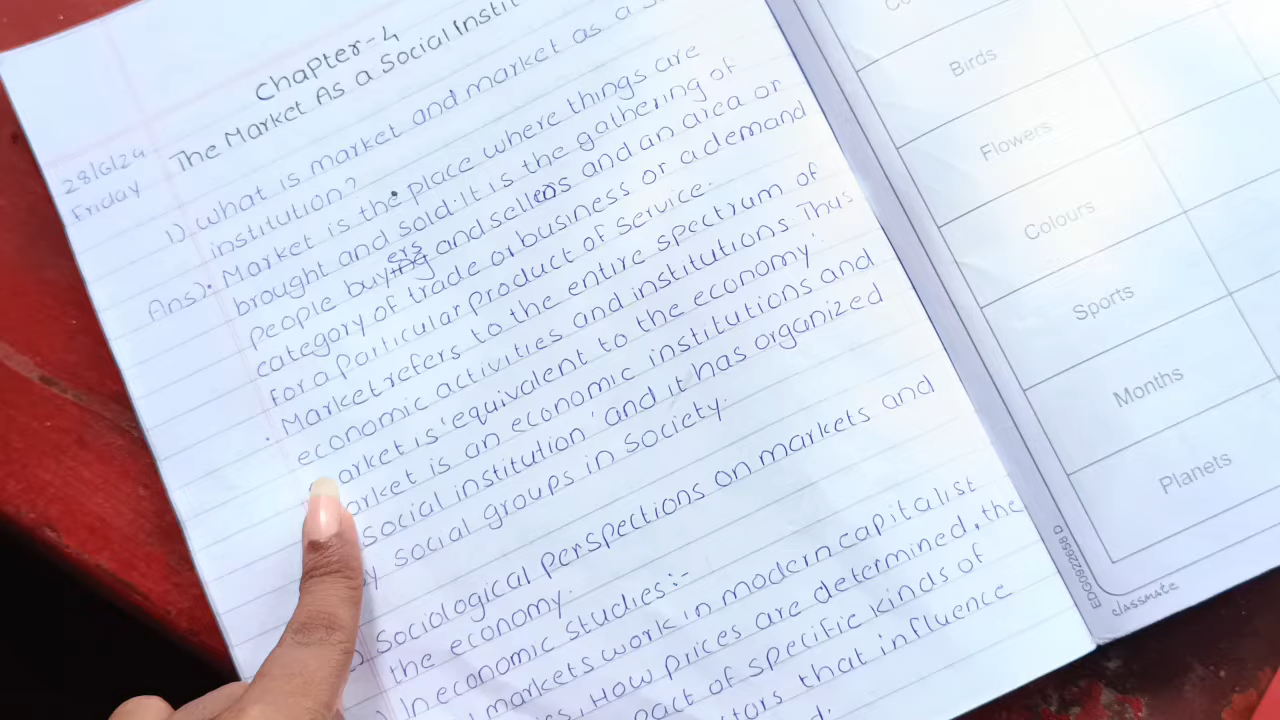 Chapter-4
The Market As a Social Instit
28/6/24
Friday
1) What is market and market as a
institution?
Ans). • Market is the place where things are
brought and sold. It is the gathering of
people buyers and sellers and an area or
category of trade or business or a demand
for a particular product of service.
• Market refers to the entire spectrum of
economic activities and institutions. Thus
market is 'equivalent to the economy'.
arket is an economic institutions and
social institution 'and it has organized
y social groups in society.
Sociological perspections on markets and
the economy.
) In economic studies:-
markets work in modern capitalist
es, How prices are determined, the
pact of specific kinds of
tors that influence
Birds
Flowers
Colours
Sports
Months
Planets
EDG0922658 D
classmate